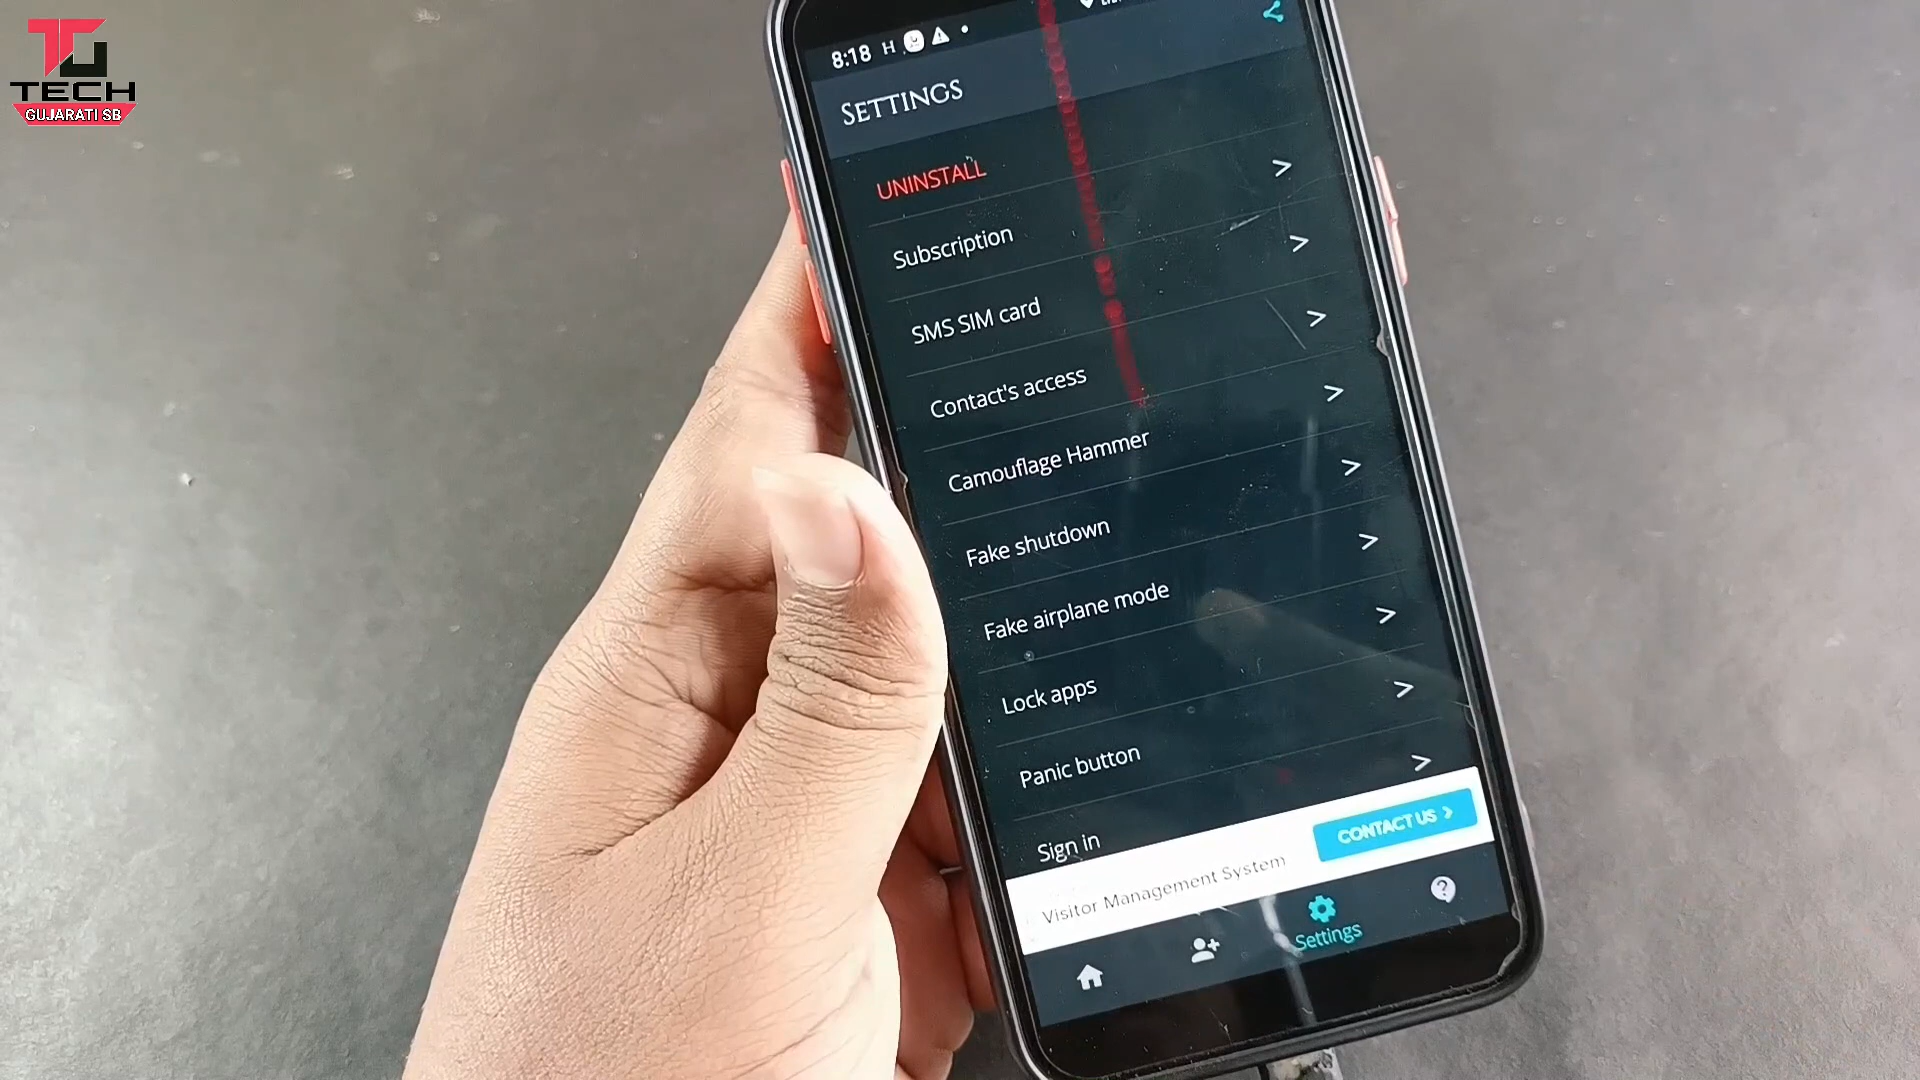 TECH
GUJARATI SB
8:18 H
SETTINGS
UNINSTALL
Subscription
SMS SIM card
Contact's access
Camouflage Hammer
Fake shutdown
Fake airplane mode
Lock apps
Panic button
Sign in
CONTACT US
Visitor Management System
Settings